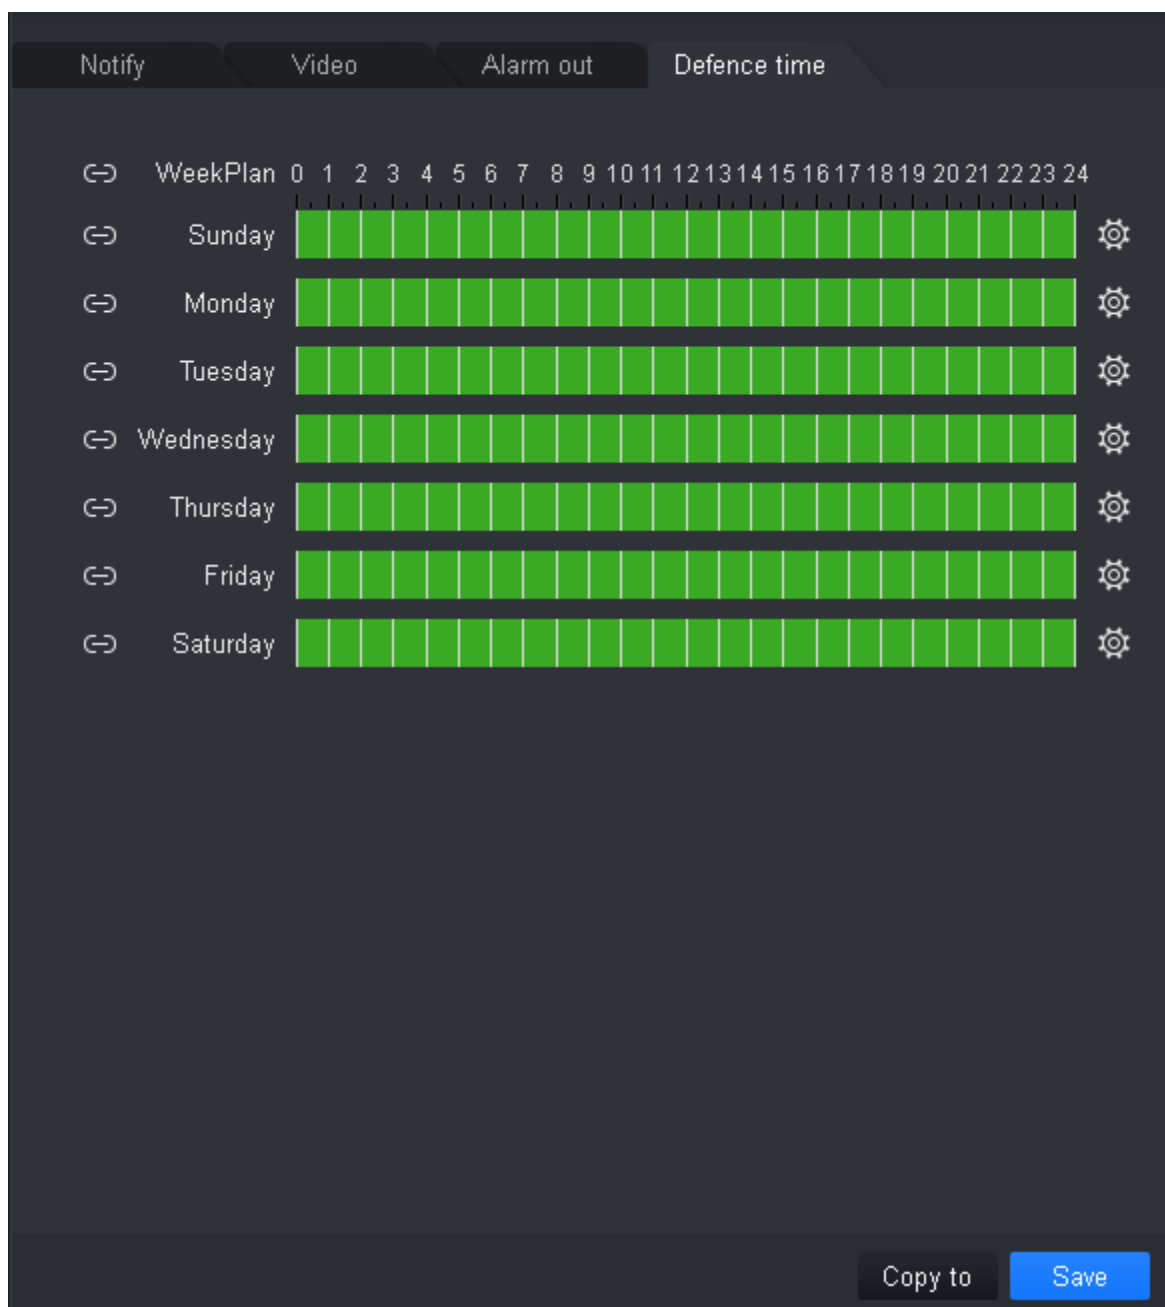 Notify Video Alarm out Defence time
WeekPlan 0 1 2 3 4 5 6 7 8 9 10 11 12 13 14 15 16 17 18 19 20 21 22 23 24
Sunday
Monday
Tuesday
Wednesday
Thursday
Friday
Saturday
Copy to Save